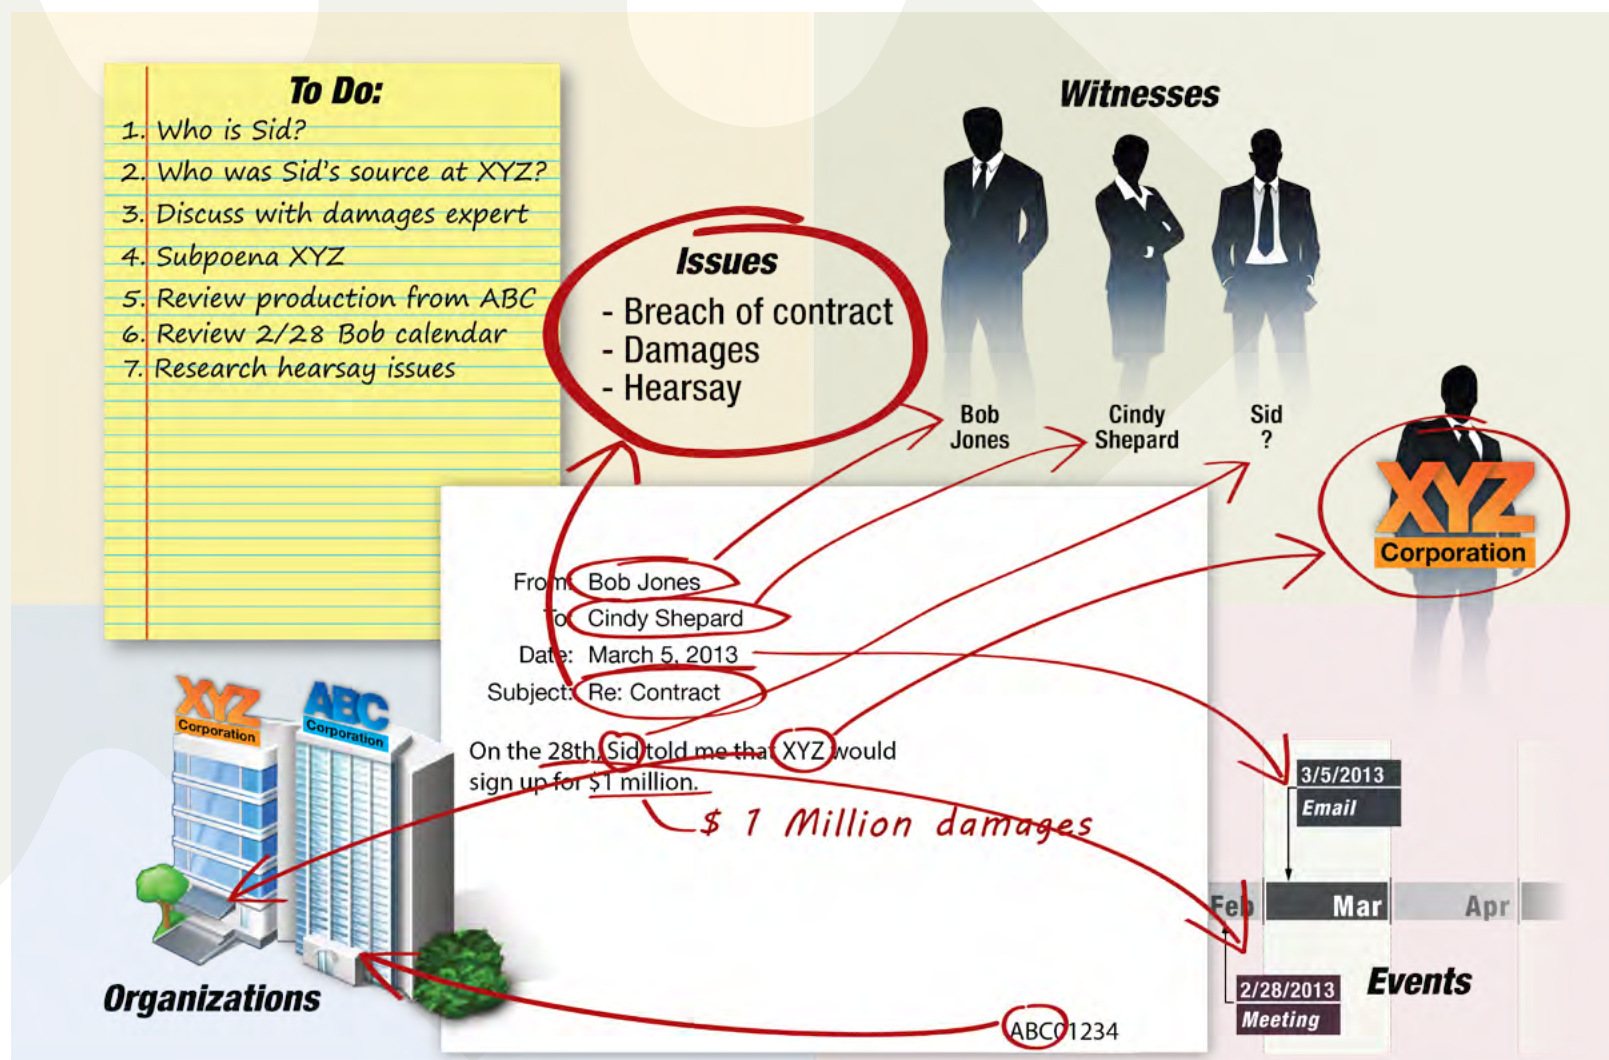 To Do:
1. Who is Sid?
2. Who was Sid's source at XYZ?
3. Discuss with damages expert
4. Subpoena XYZ
5. Review production from ABC
6. Review 2/28 Bob calendar
7. Research hearsay issues
Issues
- Breach of contract
- Damages
- Hearsay
Witnesses
Bob
Jones
Cindy
Shepard
Sid
?
XYZ
Corporation
From: Bob Jones
To: Cindy Shepard
Date: March 5, 2013
Subject: Re: Contract
On the 28th, Sid told me that XYZ would
sign up for $1 million.
$ 1 Million damages
ABC01234
XYZ
Corporation
ABC
Corporation
Organizations
3/5/2013
Email
Feb
Mar
Apr
2/28/2013
Meeting
Events